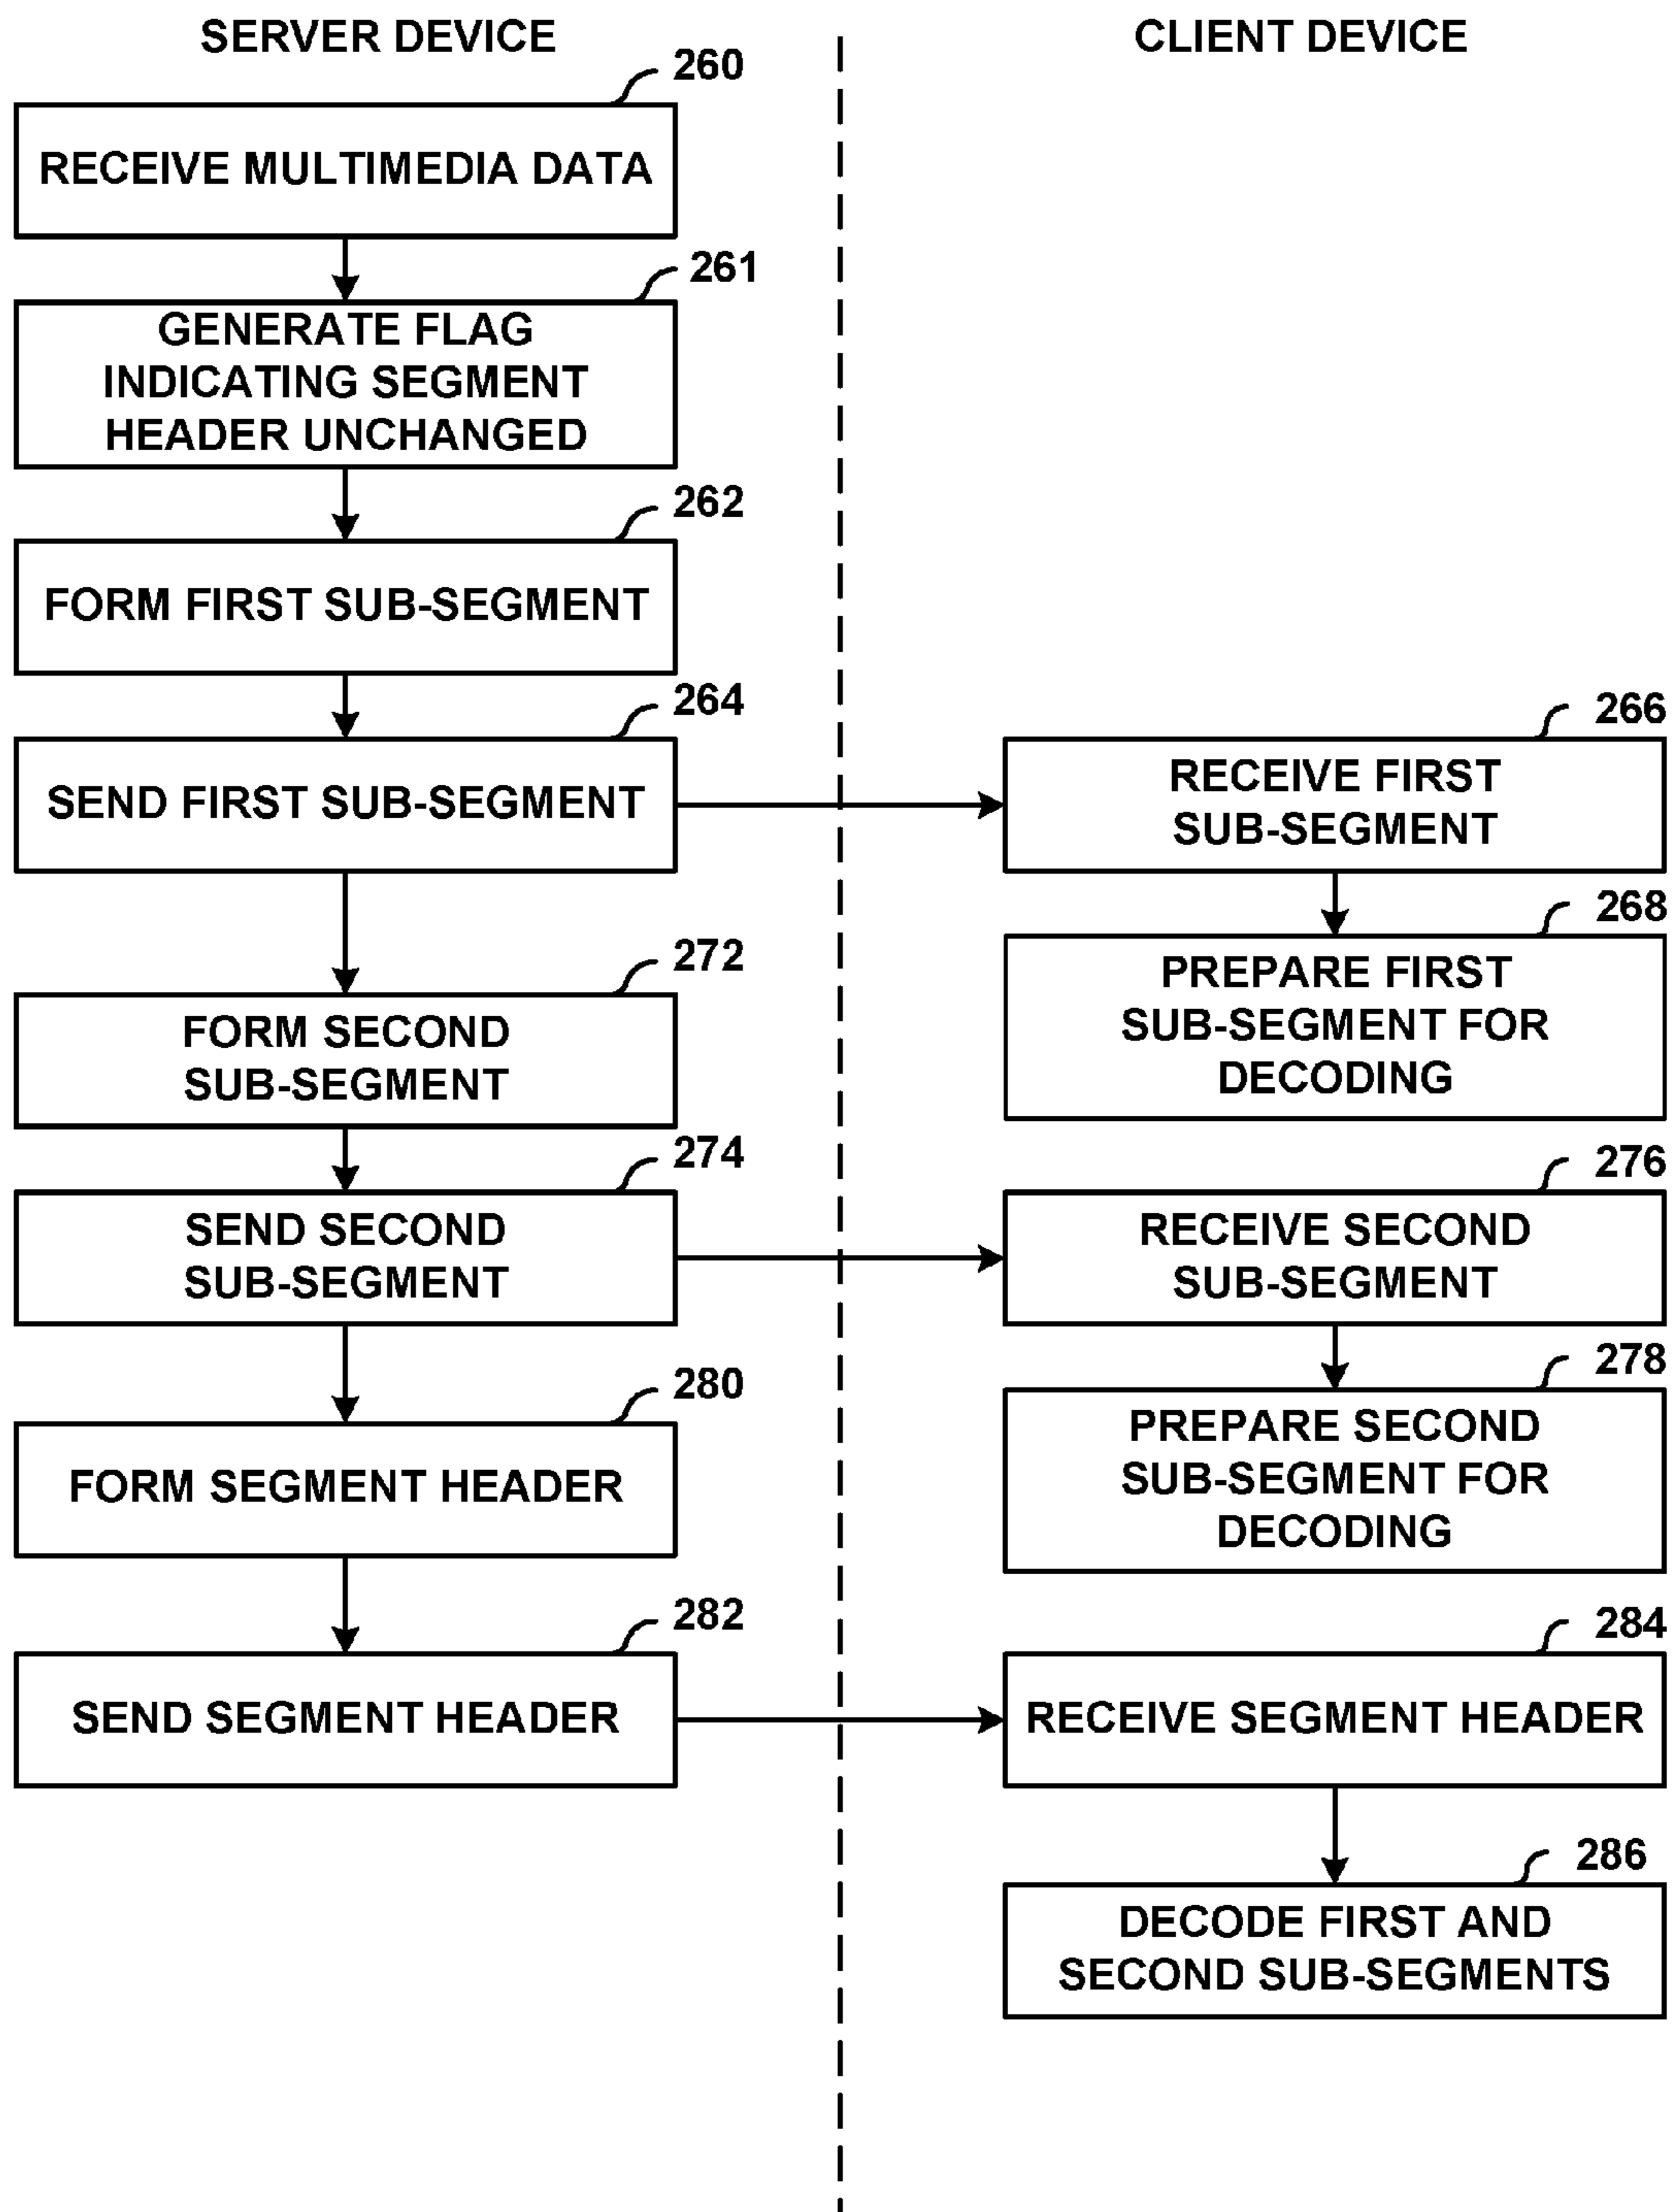 SERVER DEVICE
CLIENT DEVICE
260
RECEIVE MULTIMEDIA DATA
261
GENERATE FLAG
INDICATING SEGMENT
HEADER UNCHANGED
262
FORM FIRST SUB-SEGMENT
264
SEND FIRST SUB-SEGMENT
266
RECEIVE FIRST
SUB-SEGMENT
268
PREPARE FIRST
SUB-SEGMENT FOR
DECODING
272
FORM SECOND
SUB-SEGMENT
274
SEND SECOND
SUB-SEGMENT
276
RECEIVE SECOND
SUB-SEGMENT
278
PREPARE SECOND
SUB-SEGMENT FOR
DECODING
280
FORM SEGMENT HEADER
282
SEND SEGMENT HEADER
284
RECEIVE SEGMENT HEADER
286
DECODE FIRST AND
SECOND SUB-SEGMENTS